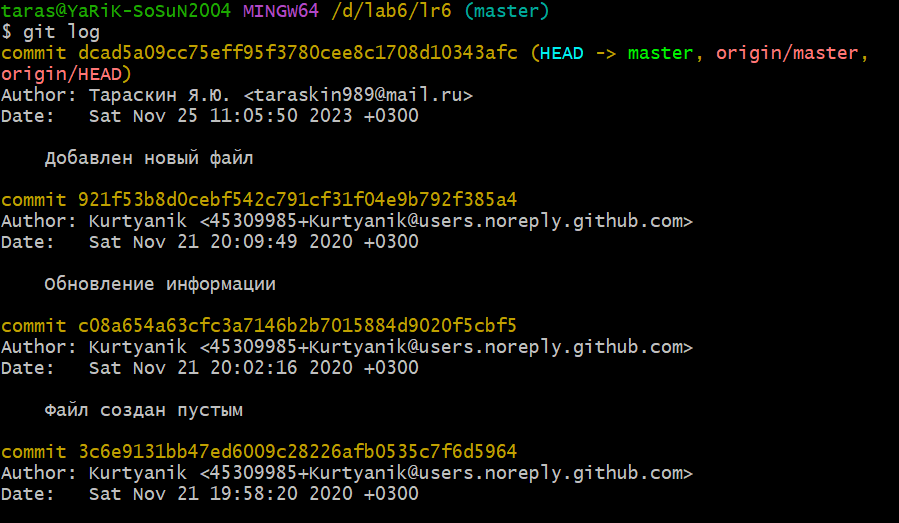 taras@YaRiK-SoSuN2004 MINGW64 /d/lab6/lr6 (master)
$ git log
commit dcad5a09cc75eff95f3780cee8c1708d10343afc (HEAD -> master, origin/master,
origin/HEAD)
Author: Тараскин Я.Ю. <taraskin989@mail.ru>
Date:   Sat Nov 25 11:05:50 2023 +0300
Добавлен новый файл
commit 921f53b8d0cebf542c791cf31f04e9b792f385a4
Author: Kurtyanik <45309985+Kurtyanik@users.noreply.github.com>
Date:   Sat Nov 21 20:09:49 2020 +0300
Обновление информации
commit c08a654a63cfc3a7146b2b7015884d9020f5cbf5
Author: Kurtyanik <45309985+Kurtyanik@users.noreply.github.com>
Date:   Sat Nov 21 20:02:16 2020 +0300
Файл создан пустым
commit 3c6e9131bb47ed6009c28226afb0535c7f6d5964
Author: Kurtyanik <45309985+Kurtyanik@users.noreply.github.com>
Date:   Sat Nov 21 19:58:20 2020 +0300